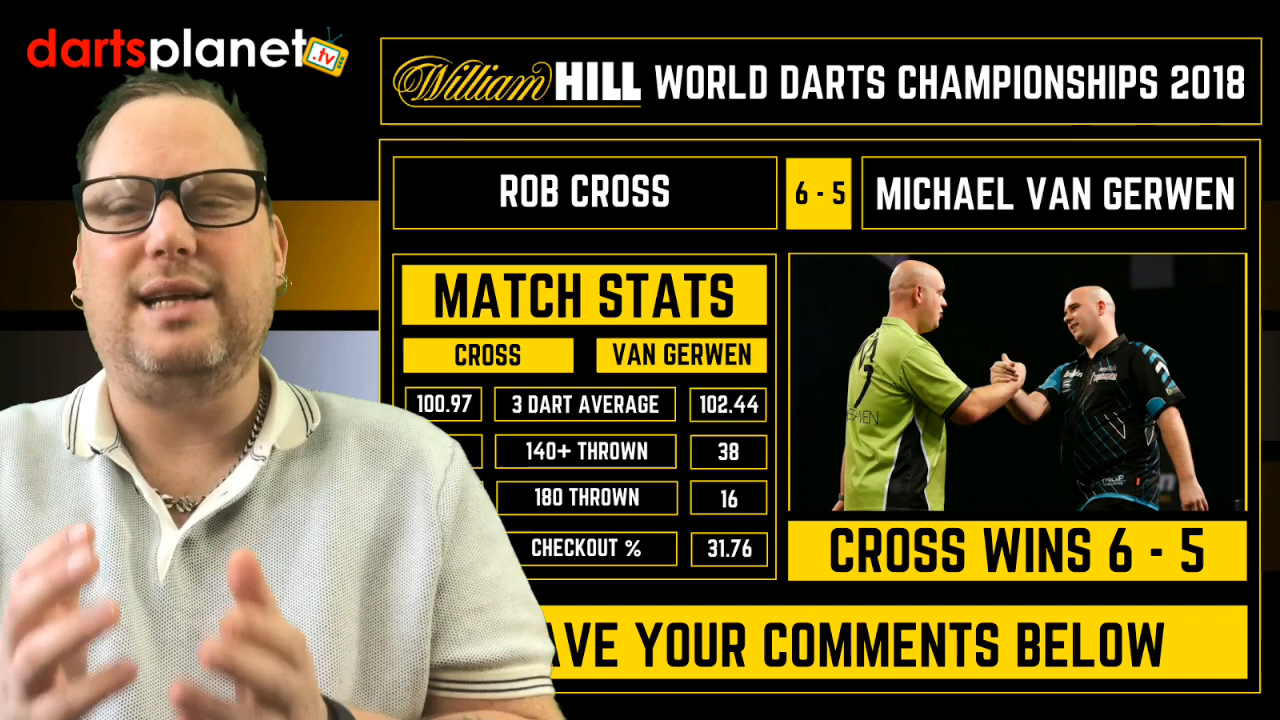 dartsplanet
.tv
William HILL WORLD DARTS CHAMPIONSHIPS 2018
ROB CROSS
6 - 5
MICHAEL VAN GERWEN
MATCH STATS
CROSS
VAN GERWEN
100.97 3 DART AVERAGE 102.44
140+ THROWN 38
180 THROWN 16
CHECKOUT % 31.76
CROSS WINS 6 - 5
AVE YOUR COMMENTS BELOW